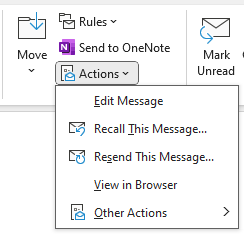 Rules
Move
Send to OneNote
Mark
Unread
Actions
Edit Message
Recall This Message...
Resend This Message...
View in Browser
Other Actions